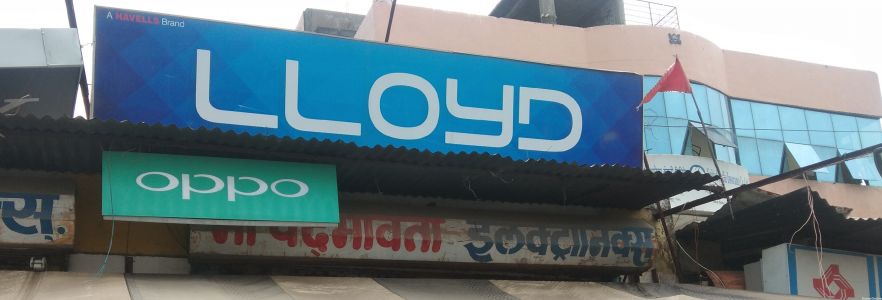 A HAVELLS Brand
LLOYD
oppo
क्स.
माँ पद्मावती इलेक्ट्रॉनिक्स